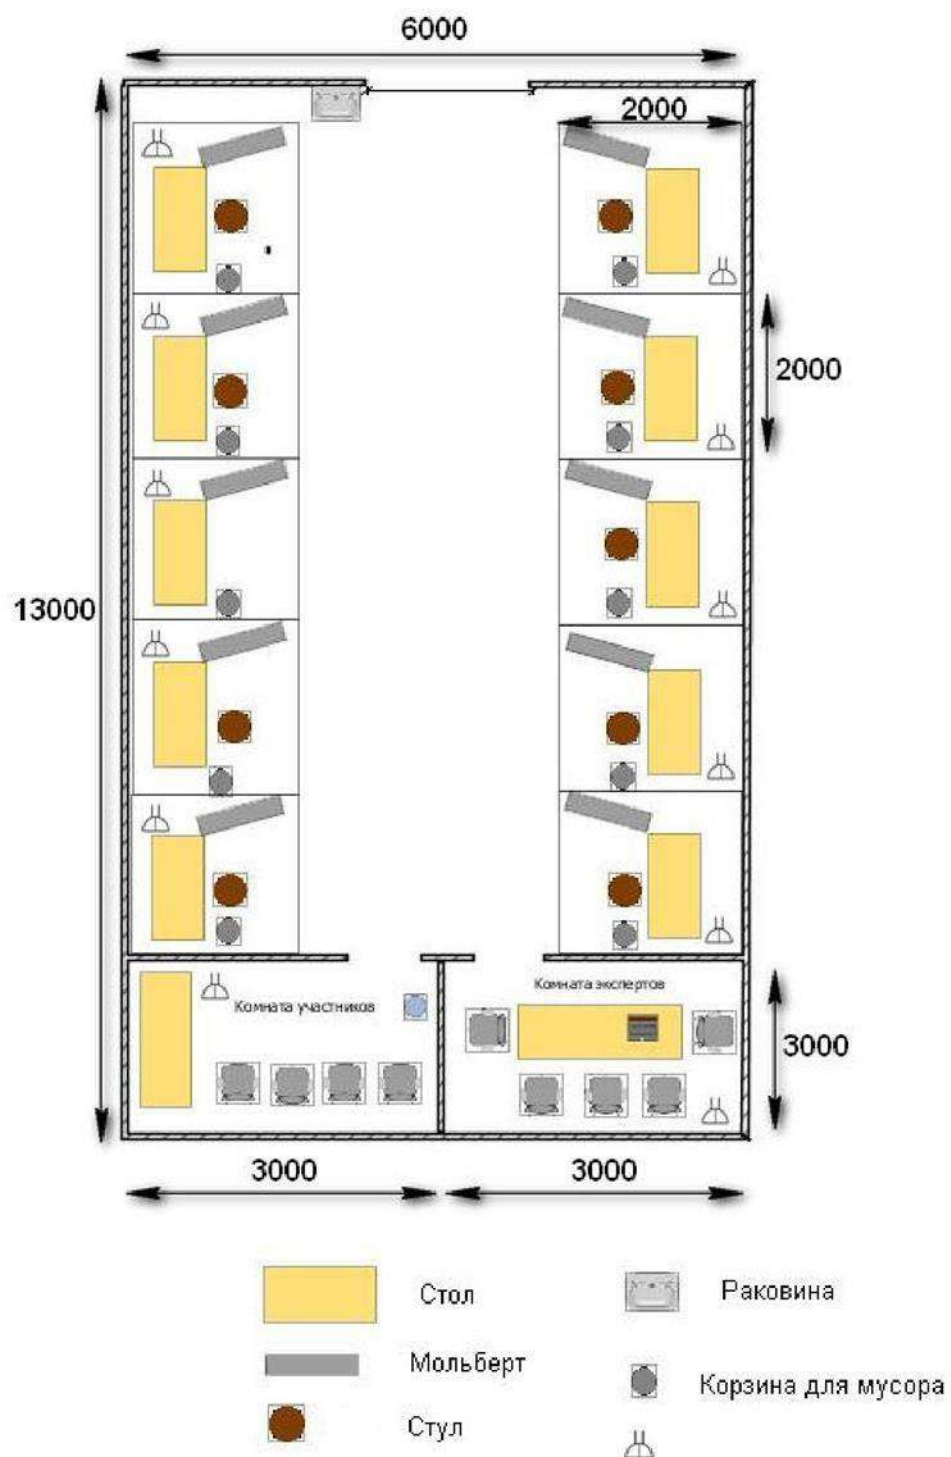 6000
2000
2000
13000
Комната участников
Комната экспертов
3000
3000
3000
Стол
Раковина
Мольберт
Корзина для мусора
Стул